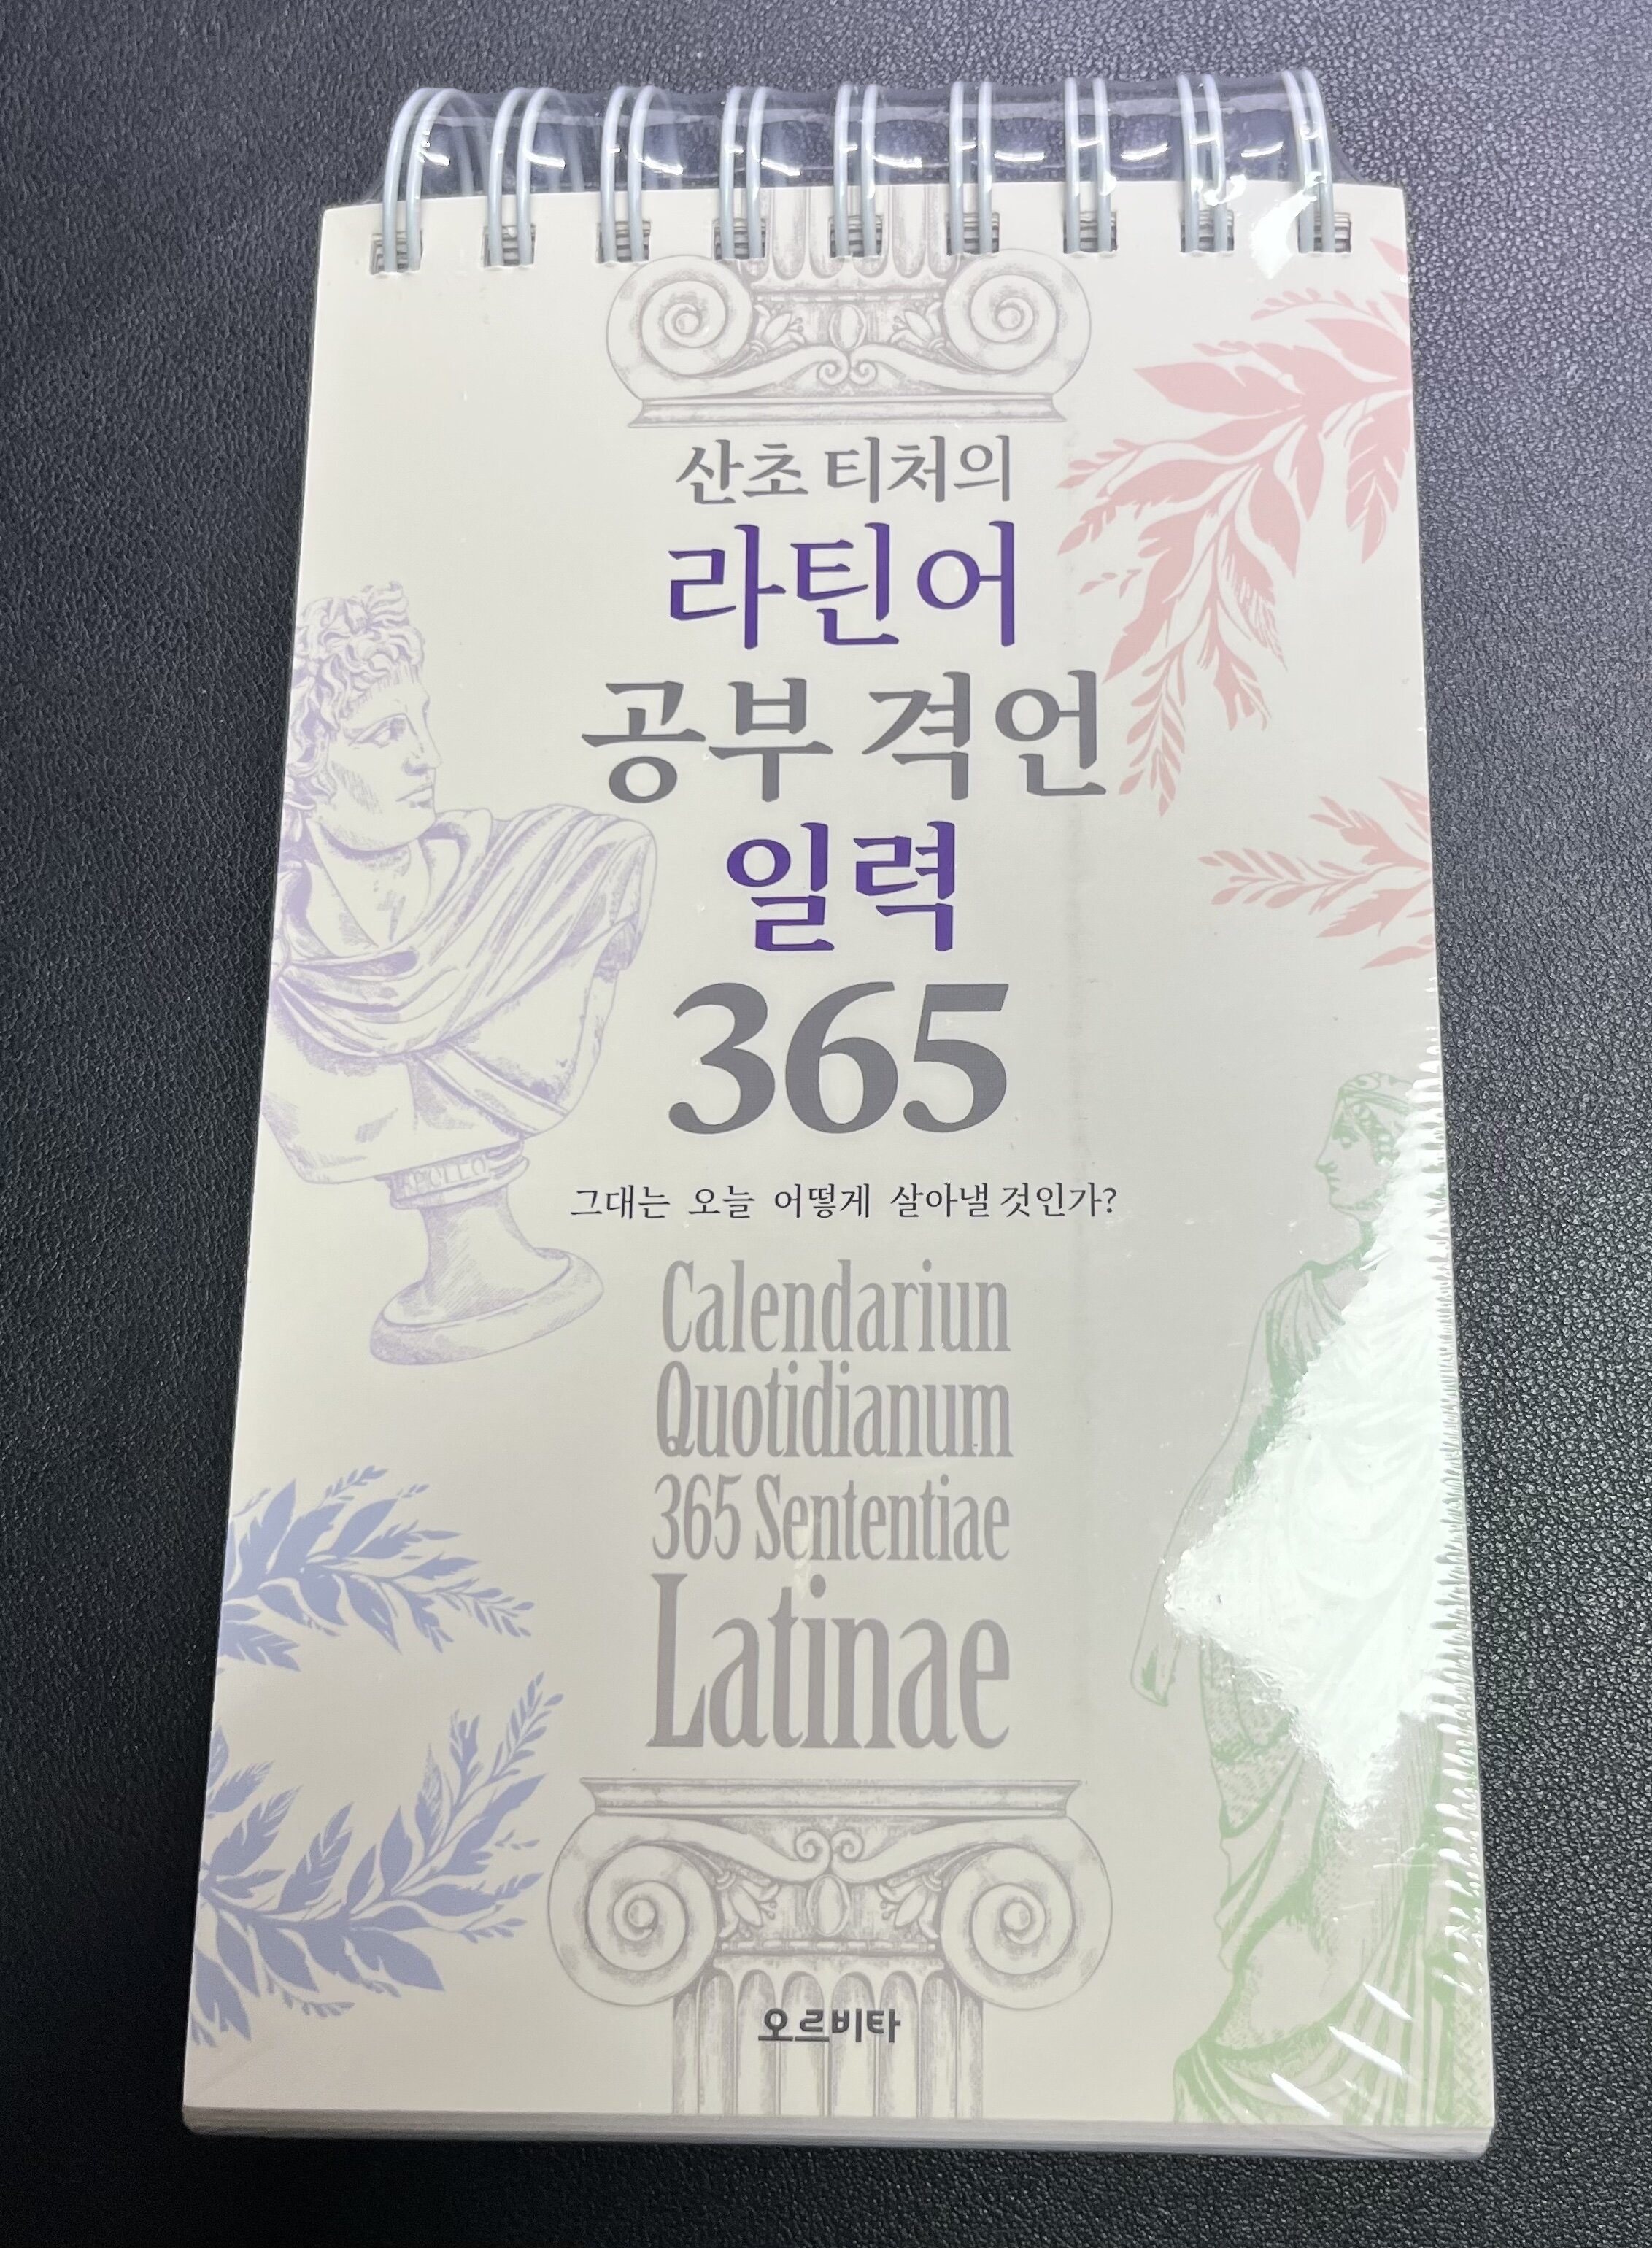 산초 티처의
라틴어
공부 격언
일력
365
그대는 오늘 어떻게 살아낼 것인가?
APOLLO
Calendariun
Quotidianum
365 Sententiae
Latinae
오르비타